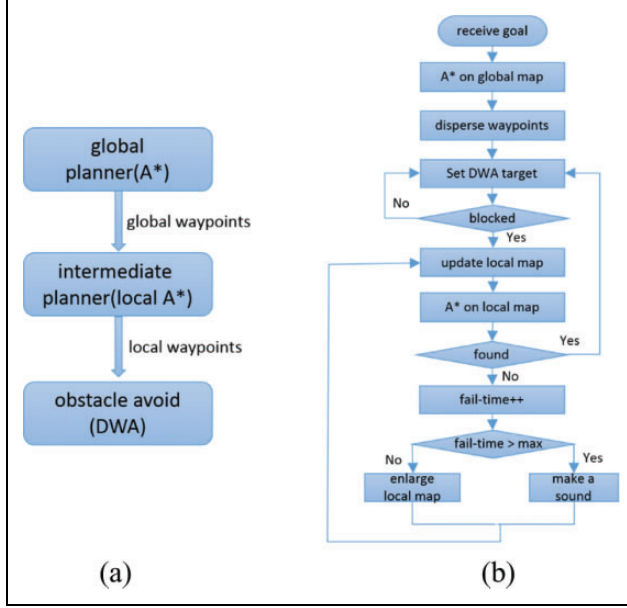 global
planner(A*)
global waypoints
intermediate
planner(local A*)
local waypoints
obstacle avoid
(DWA)
(a)
receive goal
A* on global map
disperse waypoints
Set DWA target
No
blocked
Yes
update local map
A* on local map
Yes
found
No
fail-time++
fail-time > max
No
Yes
enlarge
local map
make a
sound
(b)